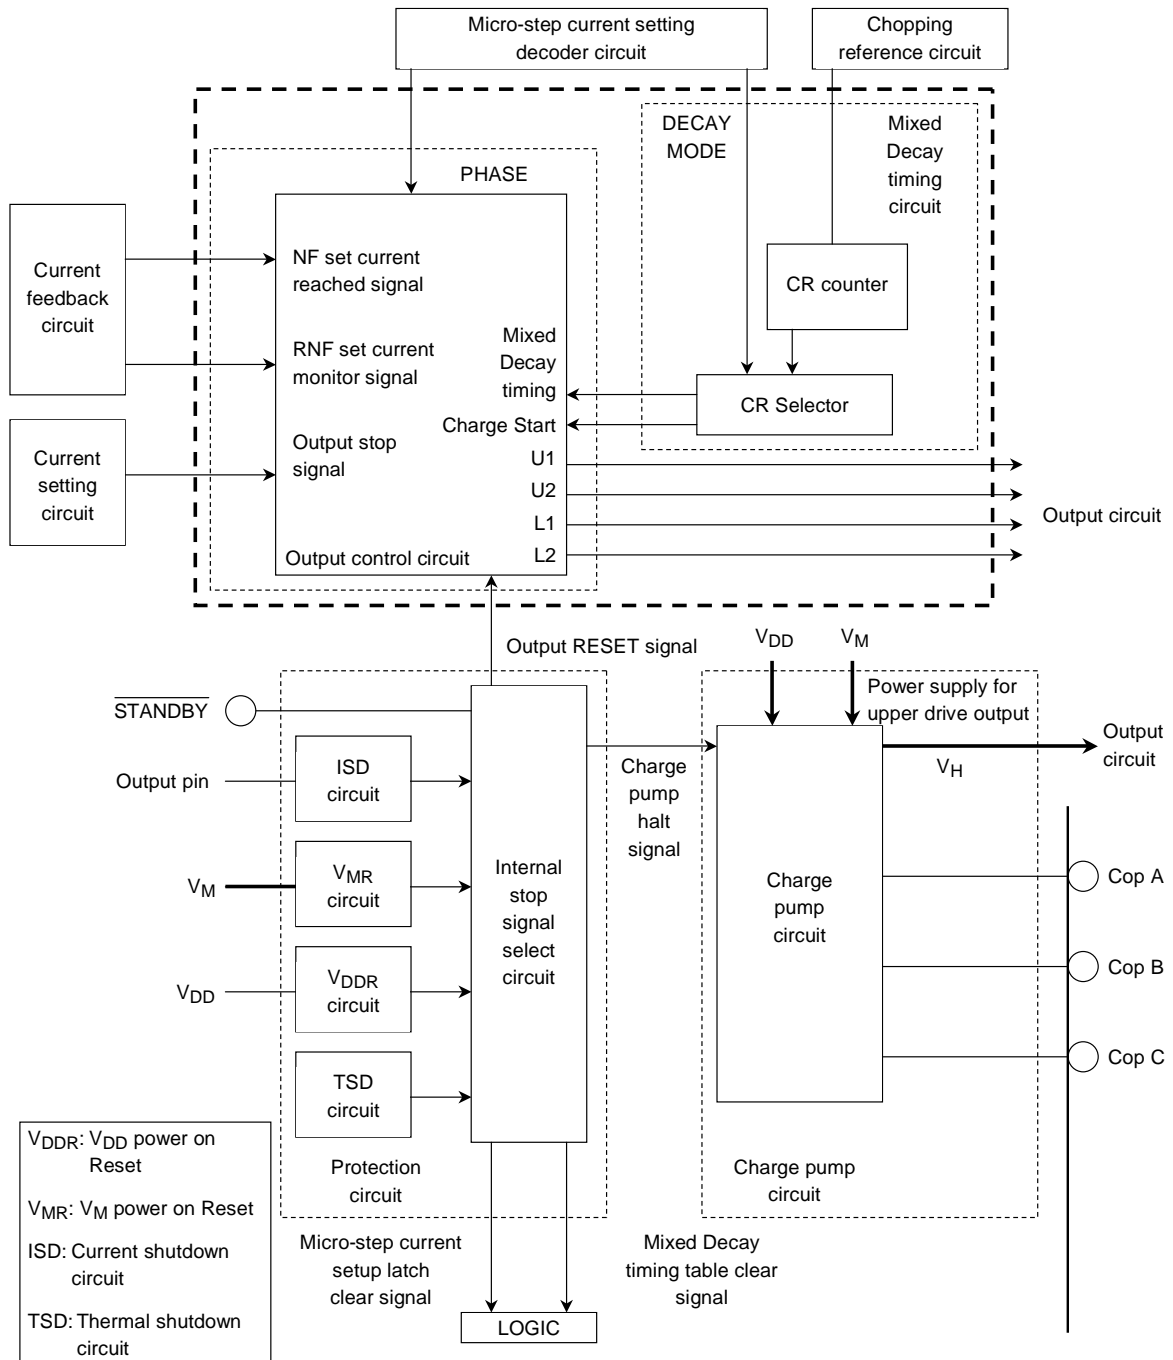 Micro-step current setting
decoder circuit
Chopping
reference circuit
DECAY
MODE
Mixed
Decay
timing
circuit
PHASE
Current
feedback
circuit
NF set current
reached signal
CR counter
RNF set current
monitor signal
Mixed
Decay
timing
CR Selector
Charge Start
Current
setting
circuit
Output stop
signal
U1
U2
L1
L2
Output circuit
Output control circuit
Output RESET signal
VDD
VM
STANDBY
Power supply for
upper drive output
Output pin
ISD
circuit
Charge
pump
halt
signal
VH
Output
circuit
VM
VMR
circuit
Internal
stop
signal
select
circuit
Charge
pump
circuit
Cop A
Cop B
Cop C
VDD
VDDR
circuit
TSD
circuit
Protection
circuit
Charge pump
circuit
VDDR: VDD power on
Reset
VMR: VM power on Reset
ISD: Current shutdown
circuit
TSD: Thermal shutdown
circuit
Micro-step current
setup latch
clear signal
Mixed Decay
timing table clear
signal
LOGIC